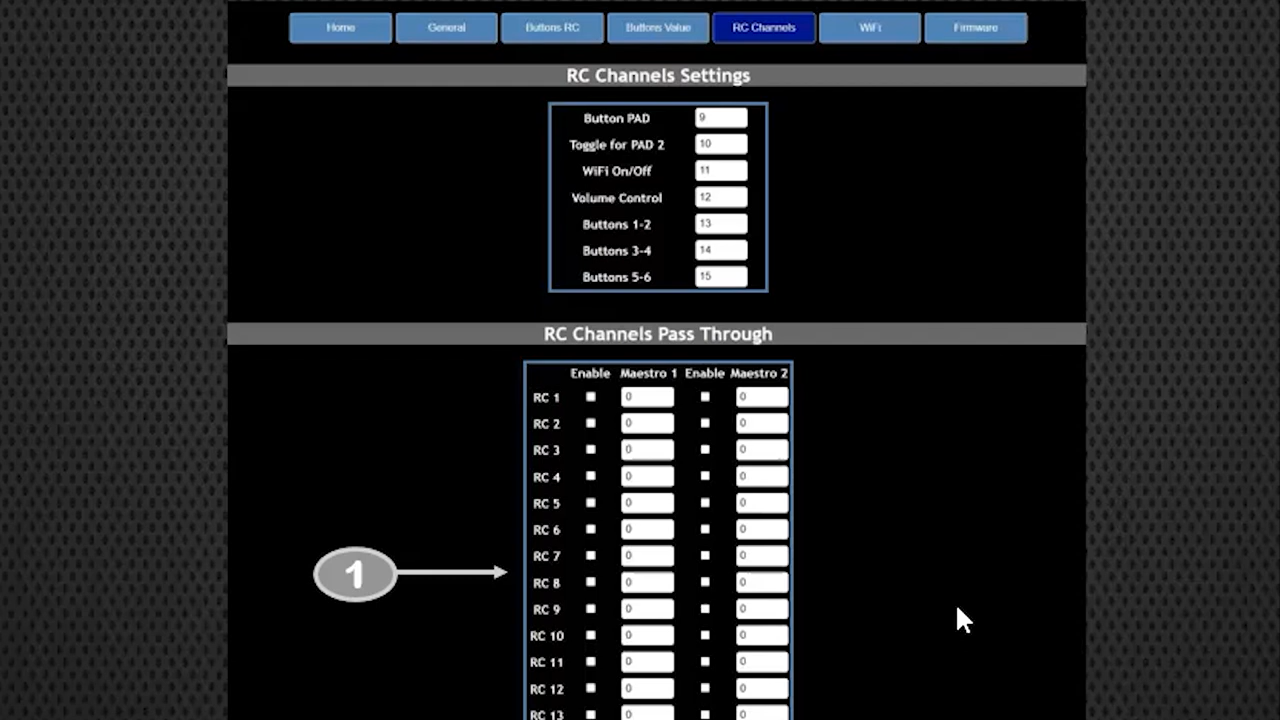 Home General Buttons RC Buttons Value RC Channels WiFi Firmware
RC Channels Settings
Button PAD 9
Toggle for PAD 2 10
WiFi On/Off 11
Volume Control 12
Buttons 1-2 13
Buttons 3-4 14
Buttons 5-6 15
RC Channels Pass Through
Enable Maestro 1 Enable Maestro 2
RC 1 0 0
RC 2 0 0
RC 3 0 0
RC 4 0 0
RC 5 0 0
RC 6 0 0
RC 7 0 0
1
RC 8 0 0
RC 9 0 0
RC 10 0 0
RC 11 0 0
RC 12 0 0
RC 13 0 0